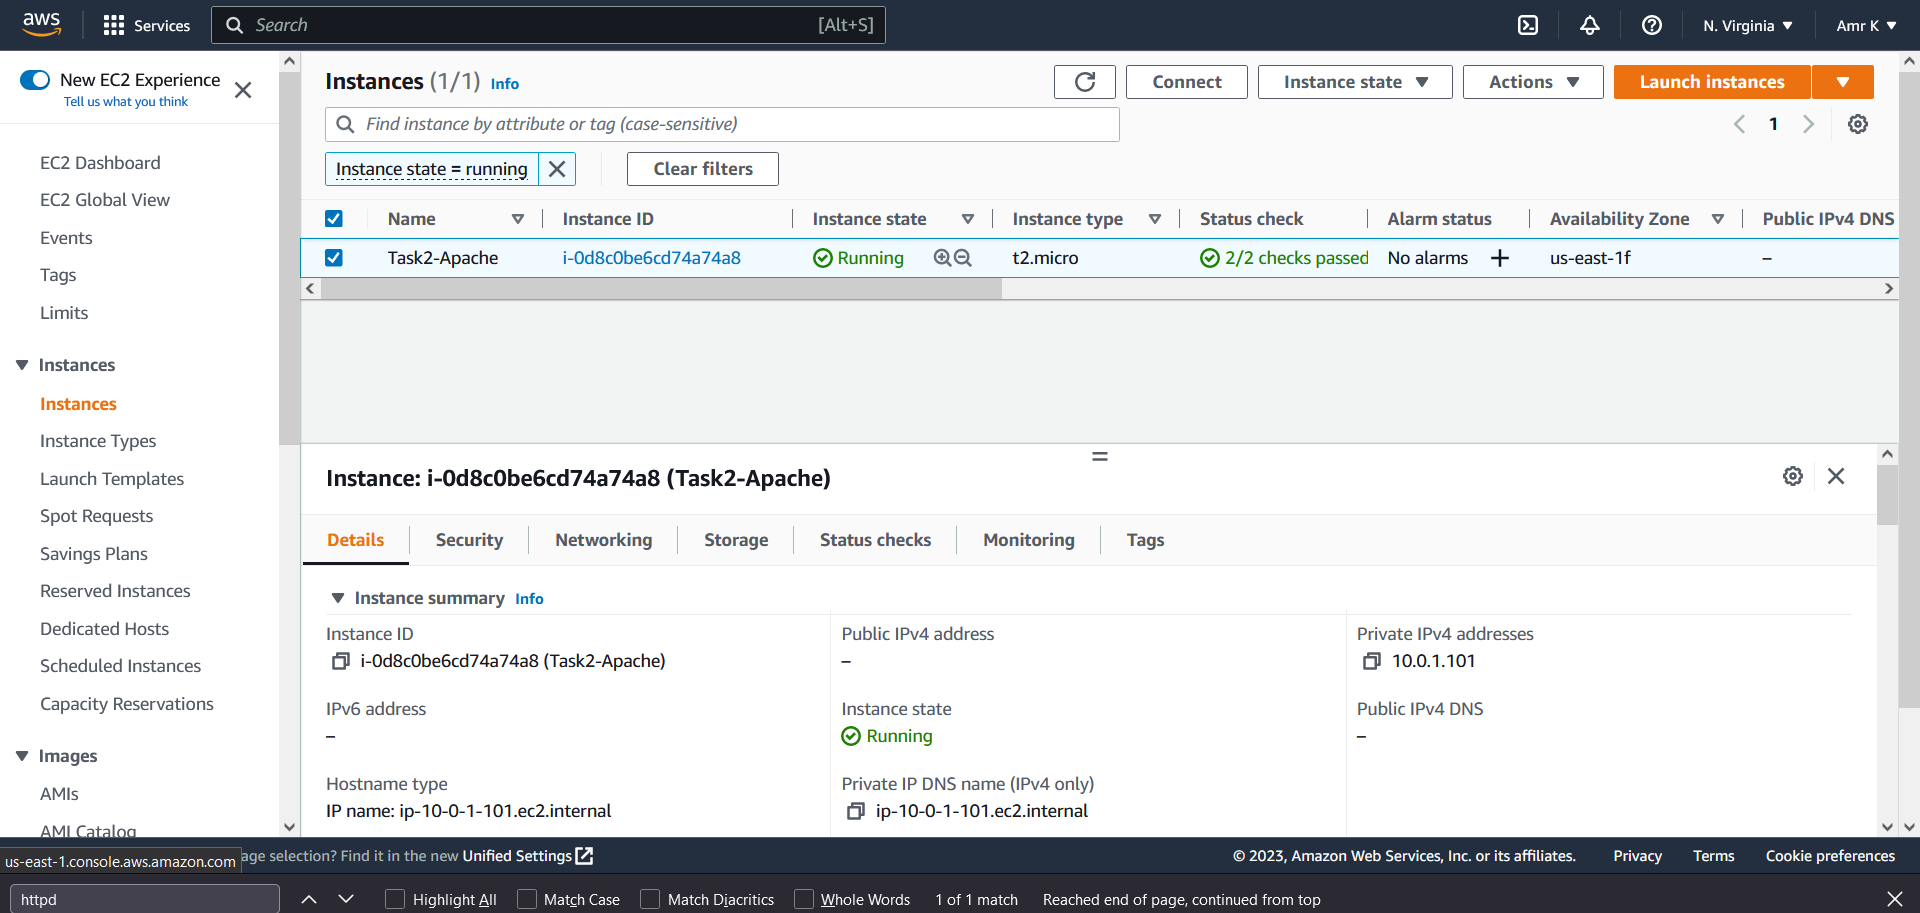 aws
Services
Search
[Alt+S]
N. Virginia
Amr K
New EC2 Experience
Tell us what you think
EC2 Dashboard
EC2 Global View
Events
Tags
Limits
Instances
Instances
Instance Types
Launch Templates
Spot Requests
Savings Plans
Reserved Instances
Dedicated Hosts
Scheduled Instances
Capacity Reservations
Images
AMIs
AMI Catalog
Instances (1/1) Info
Connect
Instance state
Actions
Launch instances
Find instance by attribute or tag (case-sensitive)
1
Instance state = running
Clear filters
Name Instance ID Instance state Instance type Status check Alarm status Availability Zone Public IPv4 DNS
Task2-Apache i-0d8c0be6cd74a74a8 Running t2.micro 2/2 checks passed No alarms + us-east-1f –
Instance: i-0d8c0be6cd74a74a8 (Task2-Apache)
Details Security Networking Storage Status checks Monitoring Tags
Instance summary Info
Instance ID
i-0d8c0be6cd74a74a8 (Task2-Apache)
Public IPv4 address
–
Private IPv4 addresses
10.0.1.101
IPv6 address
–
Instance state
Running
Public IPv4 DNS
–
Hostname type
IP name: ip-10-0-1-101.ec2.internal
Private IP DNS name (IPv4 only)
ip-10-0-1-101.ec2.internal
us-east-1.console.aws.amazon.com
age selection? Find it in the new Unified Settings
© 2023, Amazon Web Services, Inc. or its affiliates. Privacy Terms Cookie preferences
httpd
Highlight All Match Case Match Diacritics Whole Words 1 of 1 match Reached end of page, continued from top